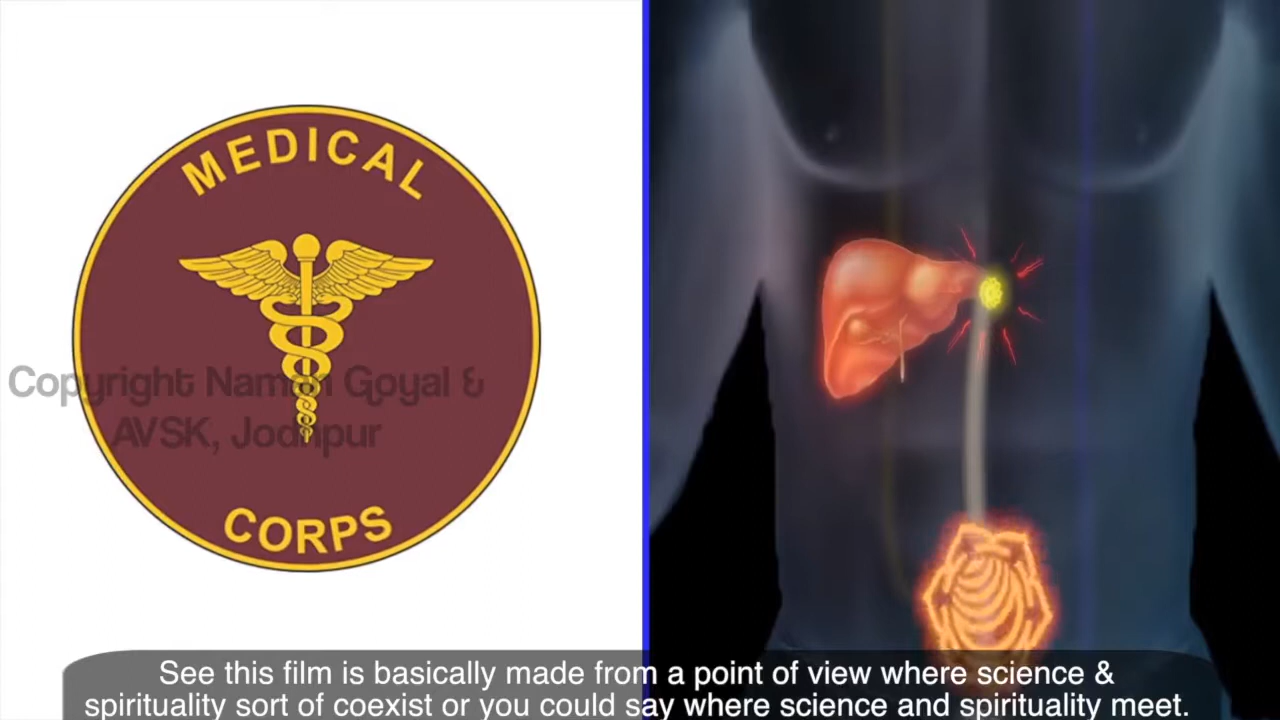 MEDICAL
Copyright Naman Goyal &
AVSK, Jodhpur
CORPS
See this film is basically made from a point of view where science &
spirituality sort of coexist or you could say where science and spirituality meet.